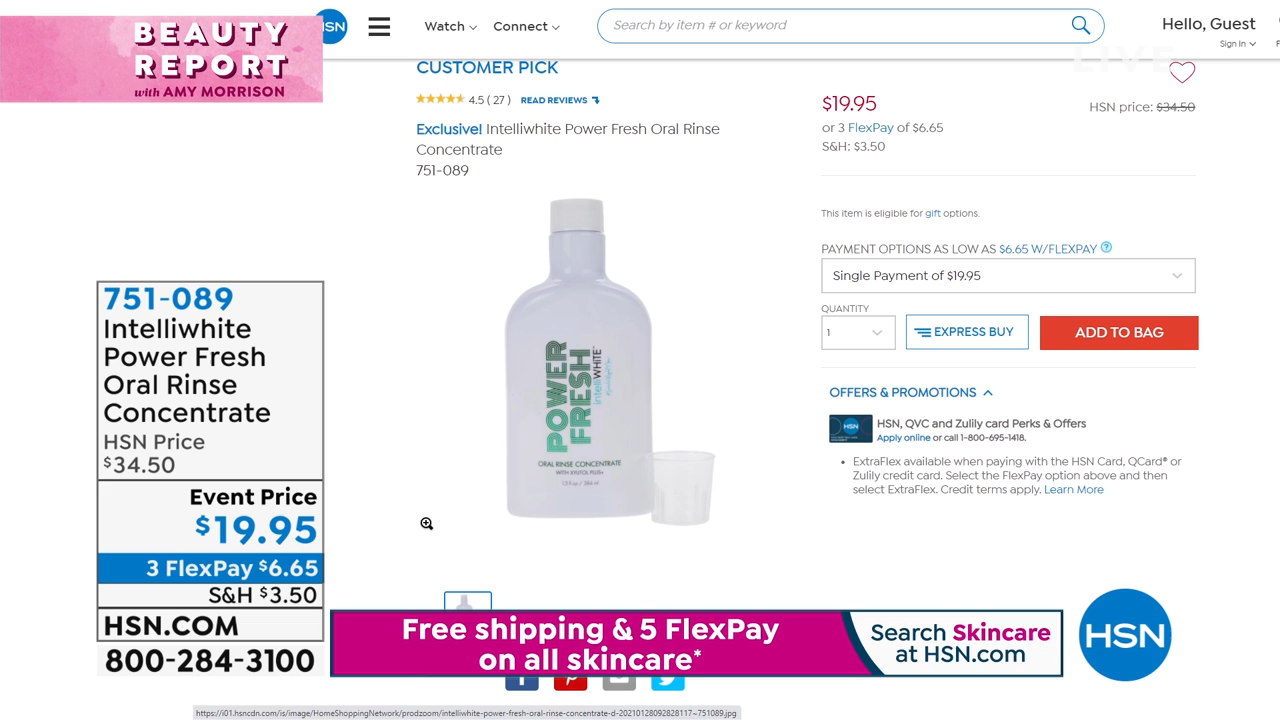 BEAUTY
REPORT
with AMY MORRISON
HSN
Watch
Connect
Search by item # or keyword
Hello, Guest
Sign In
LIVE
CUSTOMER PICK
4.5 ( 27 ) READ REVIEWS
Exclusive! Intelliwhite Power Fresh Oral Rinse
Concentrate
751-089
$19.95
HSN price: $34.50
or 3 FlexPay of $6.65
S&H: $3.50
This item is eligible for gift options.
PAYMENT OPTIONS AS LOW AS $6.65 W/FLEXPAY ?
Single Payment of $19.95
QUANTITY
1
EXPRESS BUY
ADD TO BAG
OFFERS & PROMOTIONS
HSN
HSN, QVC and Zulily card Perks & Offers
Apply online or call 1-800-695-1418.
• ExtraFlex available when paying with the HSN Card, QCard® or
Zulily credit card. Select the FlexPay option above and then
select ExtraFlex. Credit terms apply. Learn More
POWER
FRESH
intelliWHiTE
ORAL RINSE CONCENTRATE
WITH XYLITOL PLUS+
751-089
Intelliwhite
Power Fresh
Oral Rinse
Concentrate
HSN Price
$34.50
Event Price
$19.95
3 FlexPay $6.65
S&H $3.50
HSN.COM
800-284-3100
Free shipping & 5 FlexPay
on all skincare*
Search Skincare
at HSN.com
HSN
https://i01.hsncdn.com/is/image/HomeShoppingNetwork/prodzoom/intelliwhite-power-fresh-oral-rinse-concentrate-d-20210128092828117~751089.jpg